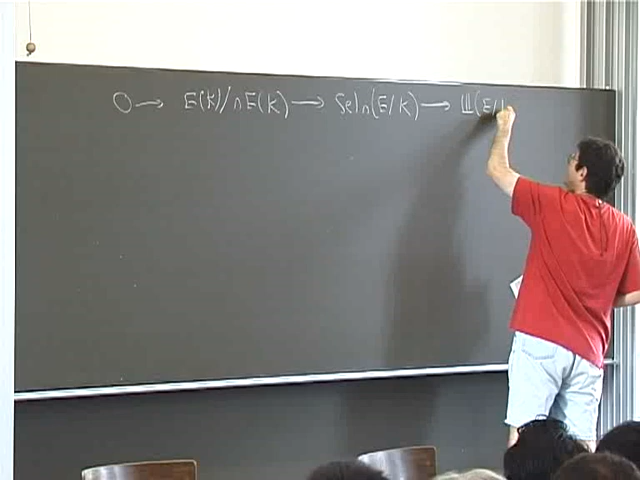 0 → E(K)/nE(K) → Seln(E/K) → Ш(E/